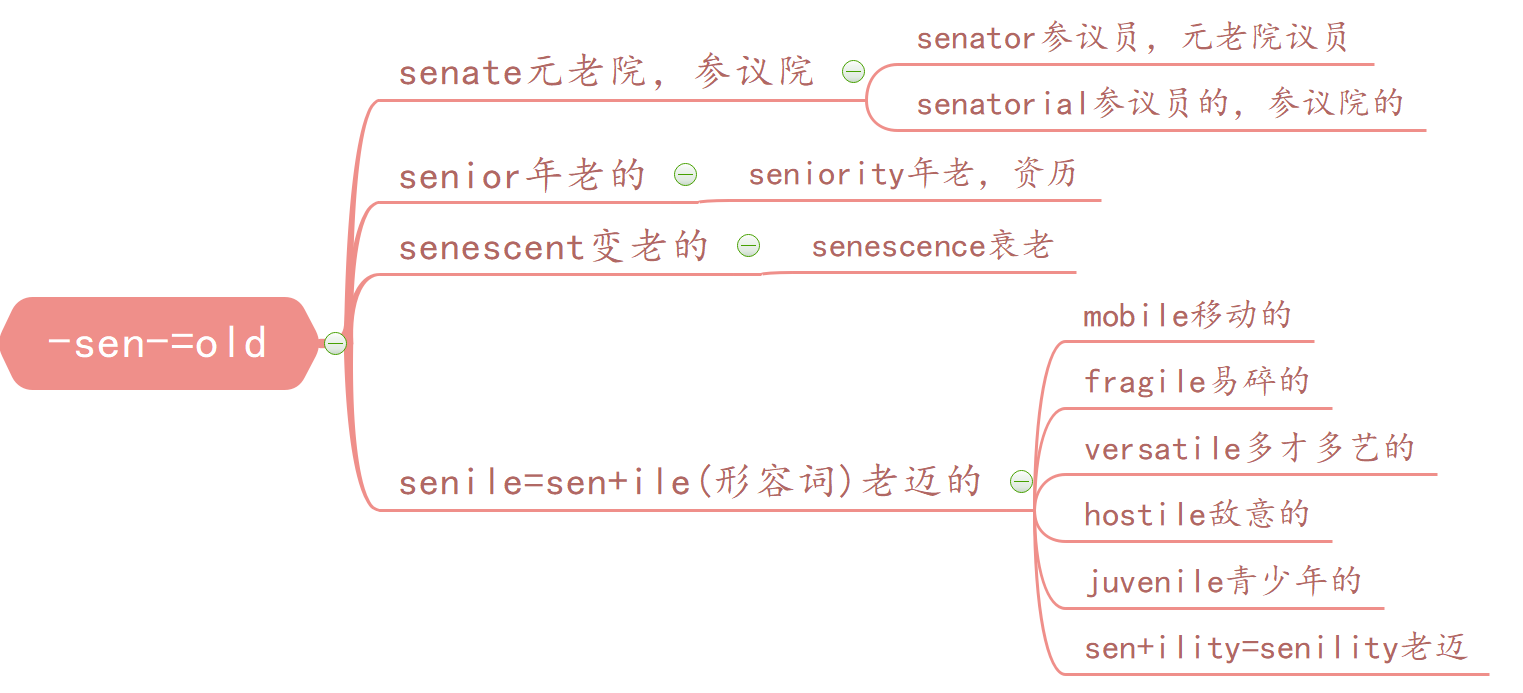 -sen-=old
senate元老院，参议院
senator参议员，元老院议员
senatorial参议员的，参议院的
senior年老的
seniority年老，资历
senescent变老的
senescence衰老
senile=sen+ile(形容词)老迈的
mobile移动的
fragile易碎的
versatile多才多艺的
hostile敌意的
juvenile青少年的
sen+ility=senility老迈